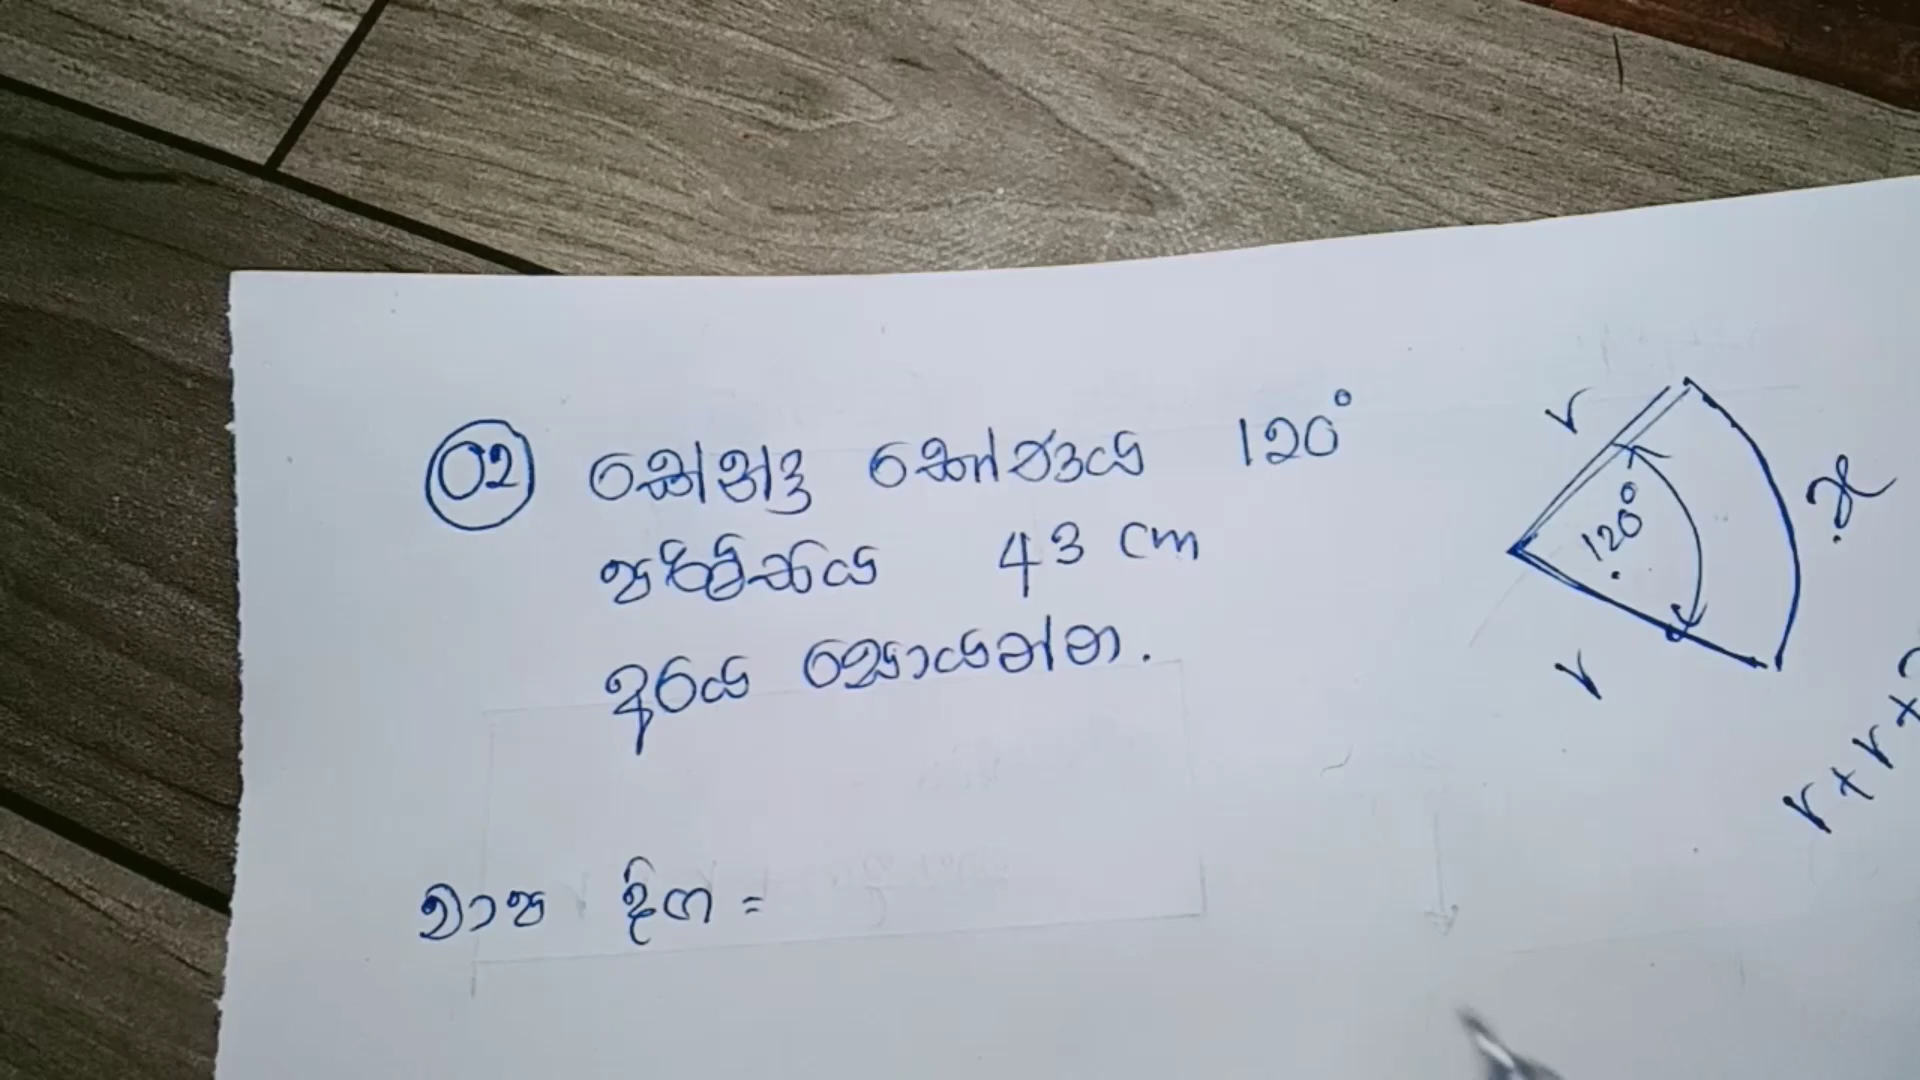 02 කේන්ද්‍ර කෝණය 120°
පරිමිතිය 43 cm
අරය සොයන්න.
චාප දිග =
r
120°
x
r
r + r +